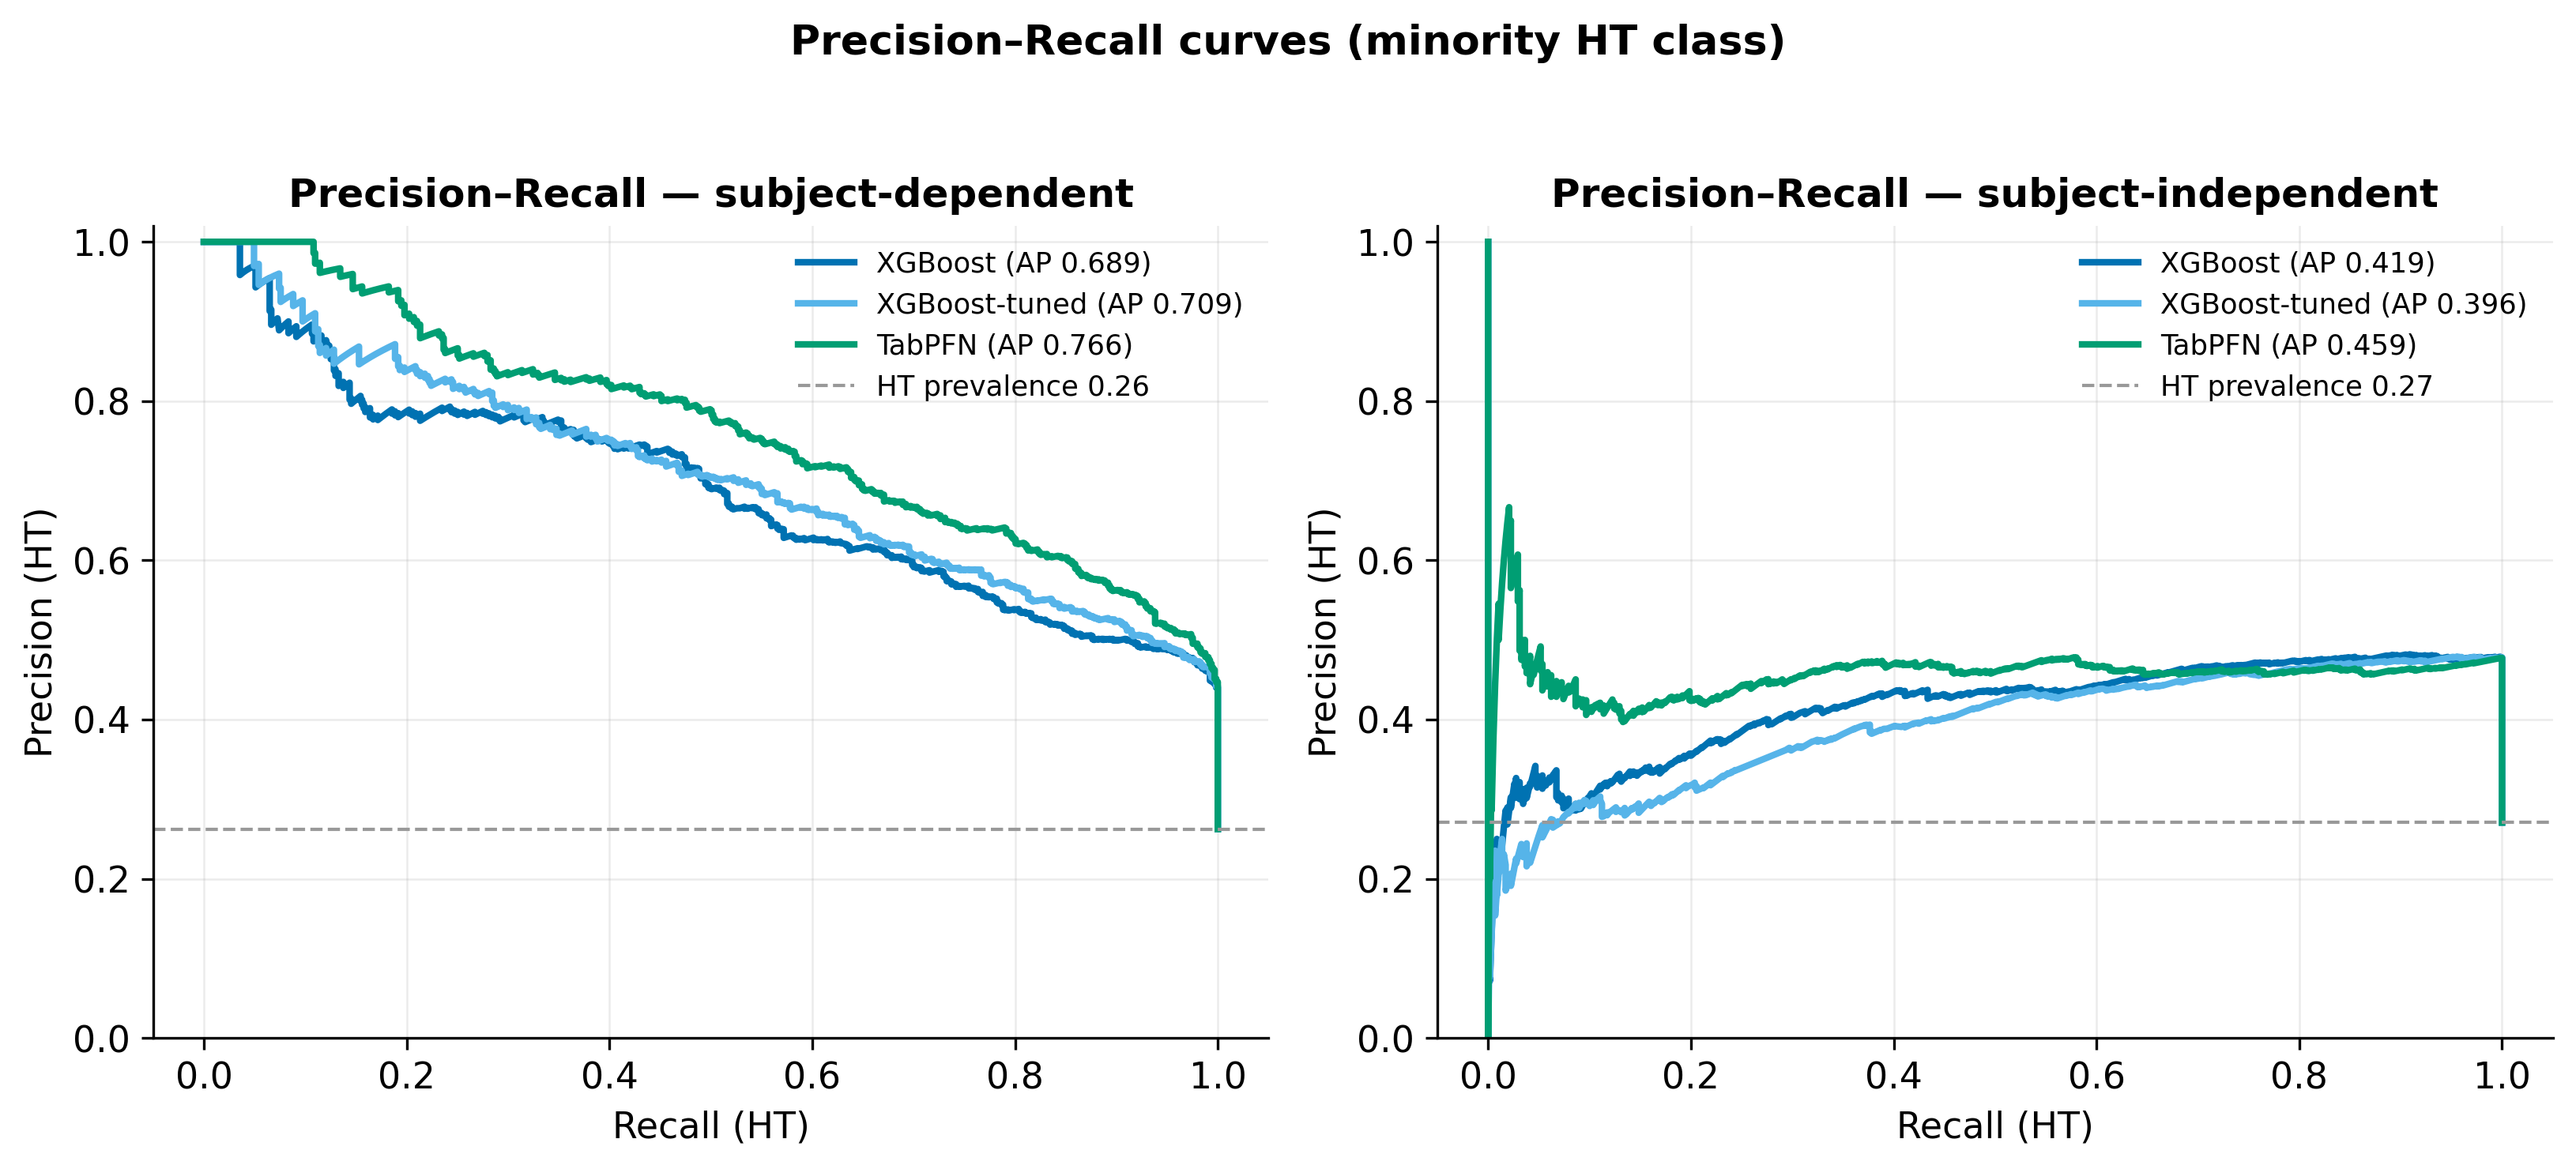 Precision–Recall curves (minority HT class)
Precision–Recall — subject-dependent
1.0
0.8
0.6
0.4
0.2
0.0
Precision (HT)
XGBoost (AP 0.689)
XGBoost-tuned (AP 0.709)
TabPFN (AP 0.766)
HT prevalence 0.26
0.0 0.2 0.4 0.6 0.8 1.0
Recall (HT)
Precision–Recall — subject-independent
1.0
0.8
0.6
0.4
0.2
0.0
Precision (HT)
XGBoost (AP 0.419)
XGBoost-tuned (AP 0.396)
TabPFN (AP 0.459)
HT prevalence 0.27
0.0 0.2 0.4 0.6 0.8 1.0
Recall (HT)